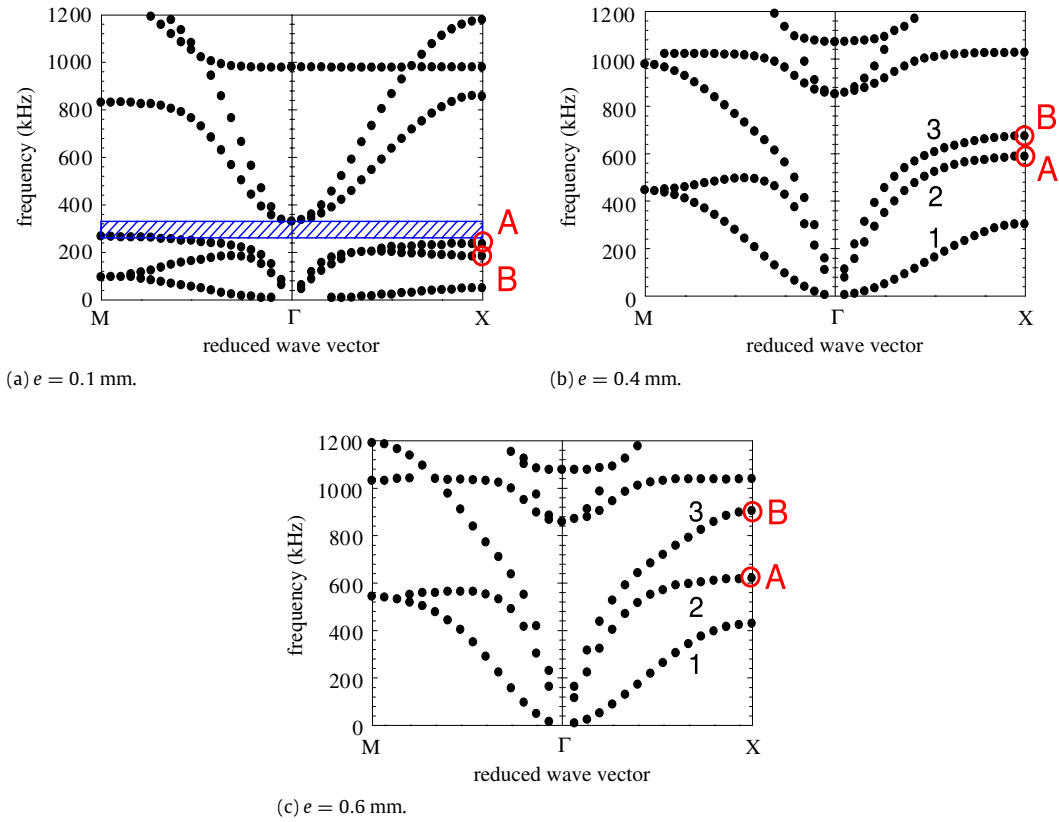 1200
1000
800
600
400
200
0
frequency (kHz)
A
B
M Γ X
reduced wave vector
(a) e = 0.1 mm.
1200
1000
800
600
400
200
0
frequency (kHz)
3
2
1
B
A
M Γ X
reduced wave vector
(b) e = 0.4 mm.
1200
1000
800
600
400
200
0
frequency (kHz)
3
2
1
B
A
M Γ X
reduced wave vector
(c) e = 0.6 mm.